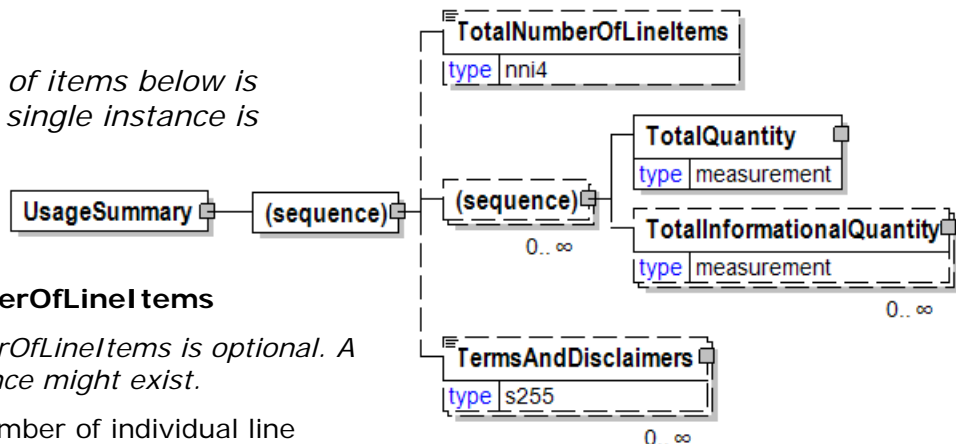 of items below is
single instance is
erOfLineItems
rOfLineItems is optional. A
nce might exist.
mber of individual line
UsageSummary
(sequence)
TotalNumberOfLineItems
type nni4
(sequence)
0.. ∞
TotalQuantity
type measurement
TotalInformationalQuantity
type measurement
0.. ∞
TermsAndDisclaimers
type s255
0.. ∞